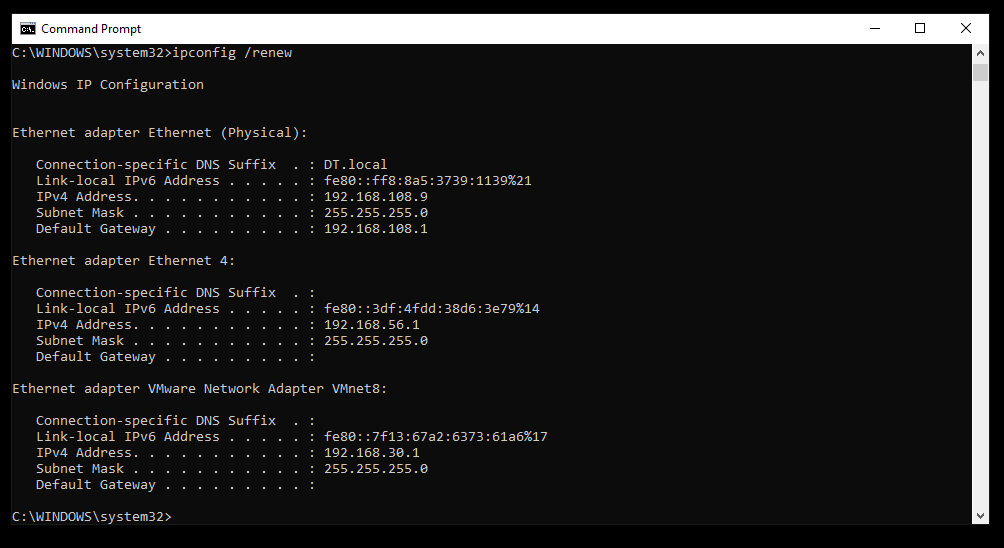 Command Prompt
C:\WINDOWS\system32>ipconfig /renew
Windows IP Configuration
Ethernet adapter Ethernet (Physical):
   Connection-specific DNS Suffix  . : DT.local
   Link-local IPv6 Address . . . . . : fe80::ff8:8a5:3739:1139%21
   IPv4 Address. . . . . . . . . . . : 192.168.108.9
   Subnet Mask . . . . . . . . . . . : 255.255.255.0
   Default Gateway . . . . . . . . . : 192.168.108.1
Ethernet adapter Ethernet 4:
   Connection-specific DNS Suffix  . :
   Link-local IPv6 Address . . . . . : fe80::3df:4fdd:38d6:3e79%14
   IPv4 Address. . . . . . . . . . . : 192.168.56.1
   Subnet Mask . . . . . . . . . . . : 255.255.255.0
   Default Gateway . . . . . . . . . :
Ethernet adapter VMware Network Adapter VMnet8:
   Connection-specific DNS Suffix  . :
   Link-local IPv6 Address . . . . . : fe80::7f13:67a2:6373:61a6%17
   IPv4 Address. . . . . . . . . . . : 192.168.30.1
   Subnet Mask . . . . . . . . . . . : 255.255.255.0
   Default Gateway . . . . . . . . . :
C:\WINDOWS\system32>